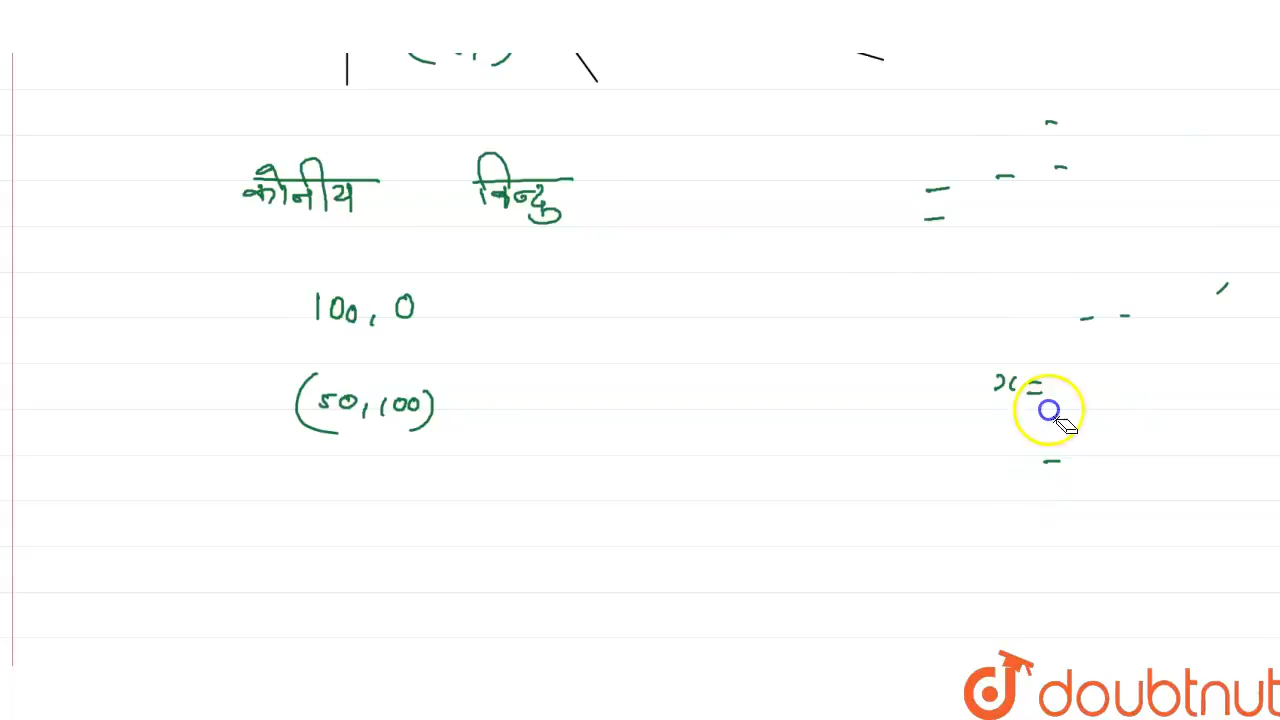 कोनीय बिन्दु
100, 0
(50, 100)
x =
doubtnut